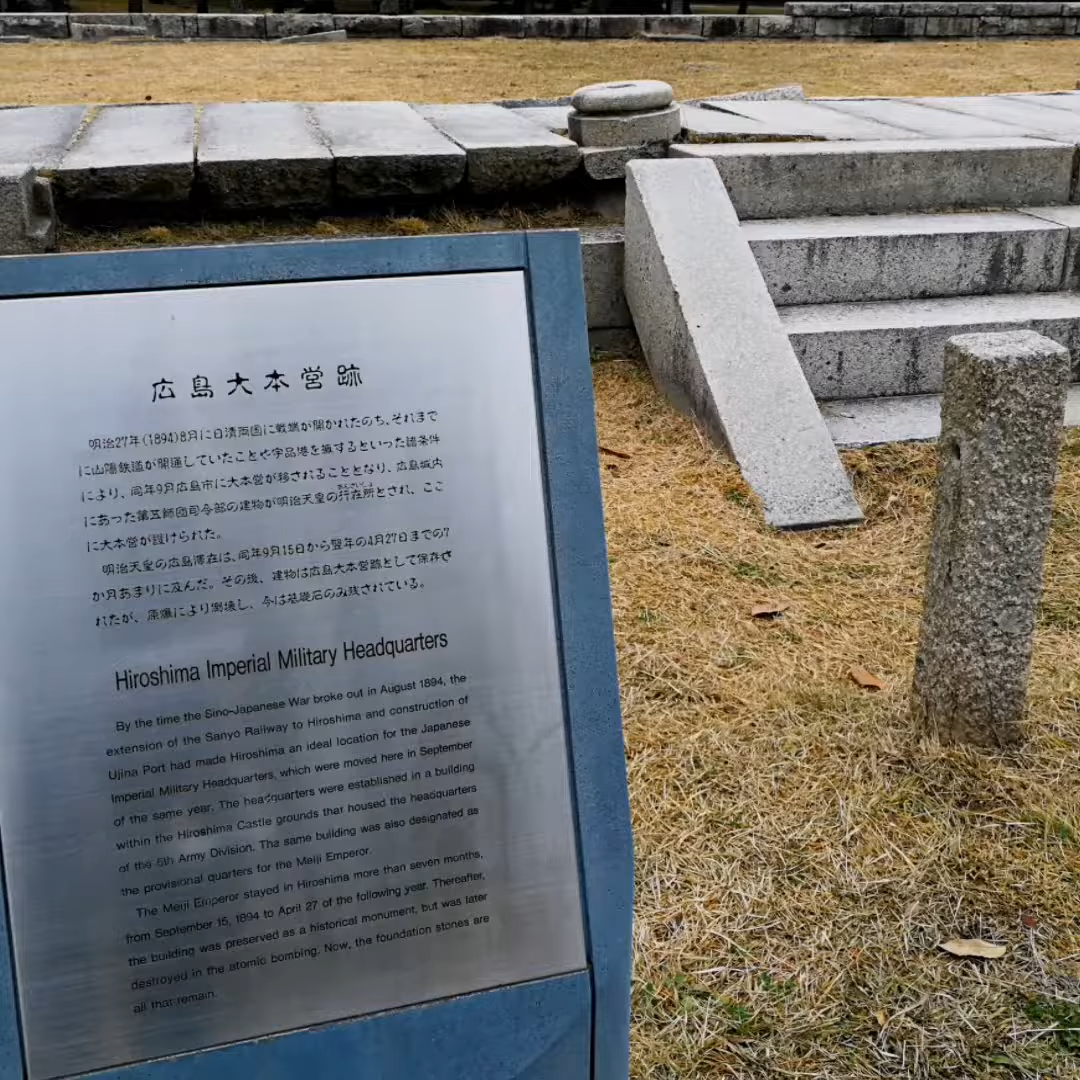 広島大本営跡
明治27年(1894)8月に日清両国に戦端が開かれたのち、それまで
に山陽鉄道が開通していたことや宇品港を擁するといった諸条件
により、同年9月広島市に大本営が移されることとなり、広島城内
にあった第五師団司令部の建物が明治天皇の行在所とされ、ここ
に大本営が設けられた。
明治天皇の広島滞在は、同年9月15日から翌年の4月27日までの7
か月あまりに及んだ。その後、建物は広島大本営跡として保存さ
れたが、原爆により倒壊し、今は基礎石のみ残されている。
Hiroshima Imperial Military Headquarters
By the time the Sino-Japanese War broke out in August 1894, the
extension of the Sanyo Railway to Hiroshima and construction of
Ujina Port had made Hiroshima an ideal location for the Japanese
Imperial Military Headquarters, which were moved here in September
of the same year. The headquarters were established in a building
within the Hiroshima Castle grounds that housed the headquarters
of the 5th Army Division. The same building was also designated as
the provisional quarters for the Meiji Emperor.
The Meiji Emperor stayed in Hiroshima more than seven months,
from September 15, 1894 to April 27 of the following year. Thereafter,
the building was preserved as a historical monument, but was later
destroyed in the atomic bombing. Now, the foundation stones are
all that remain.